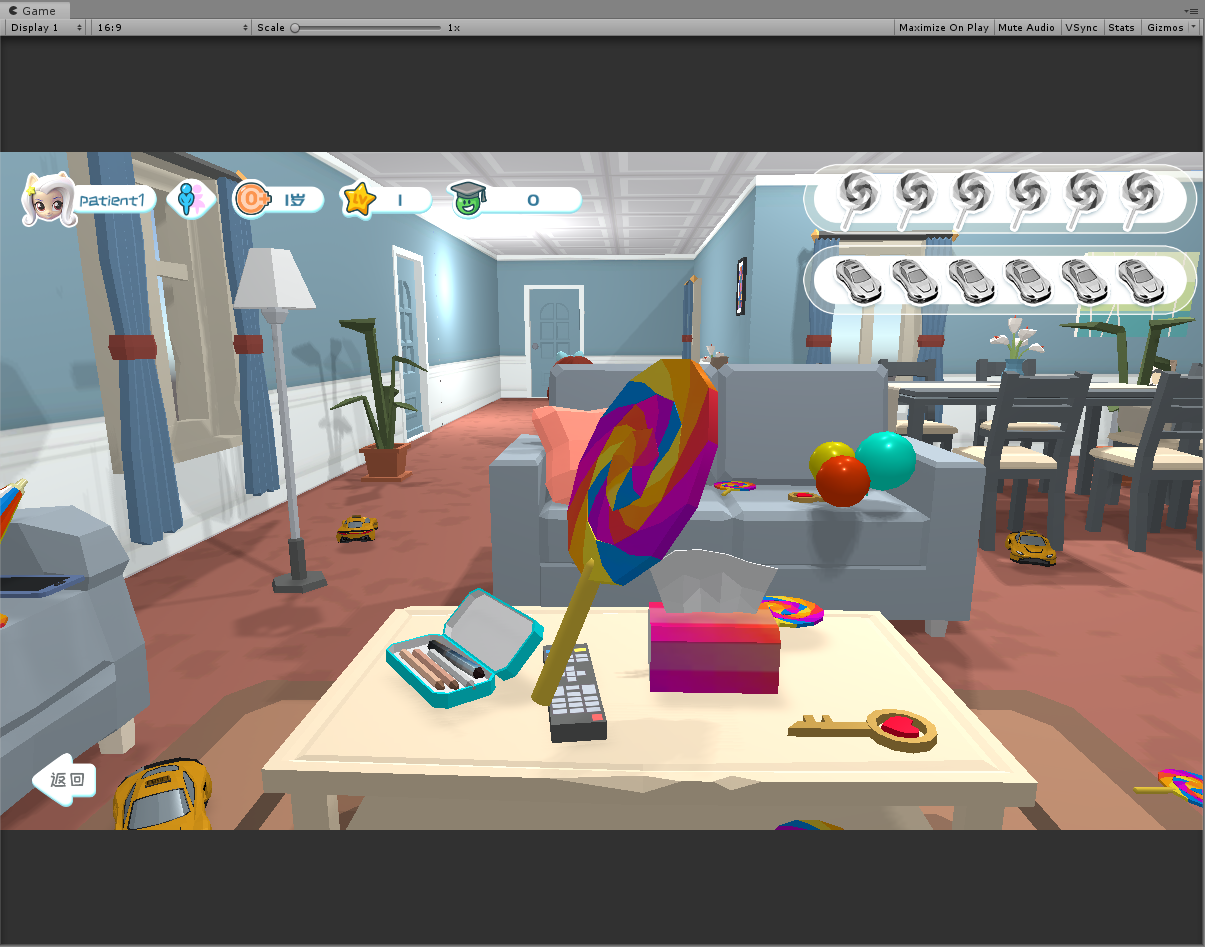 Game
Display 1 16:9 Scale 1x Maximize On Play Mute Audio VSync Stats Gizmos
patient1 1岁 LV 1 0
返回